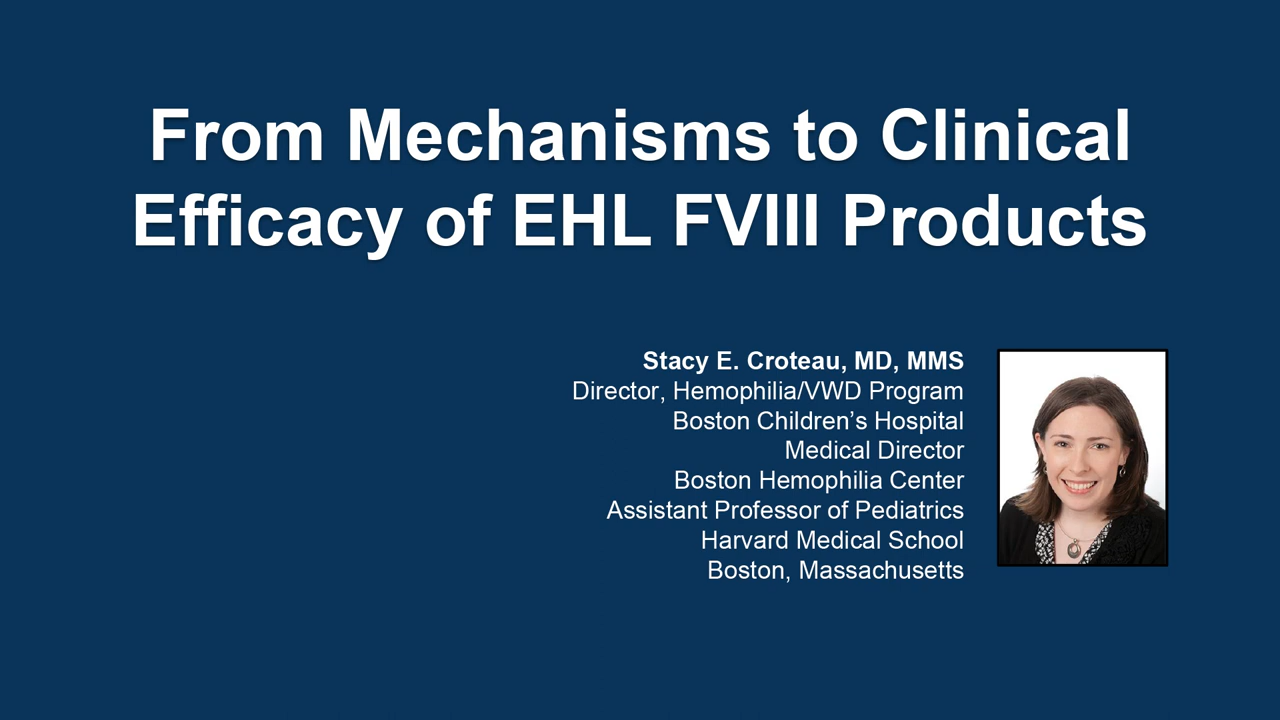 From Mechanisms to Clinical
Efficacy of EHL FVIII Products
Stacy E. Croteau, MD, MMS
Director, Hemophilia/VWD Program
Boston Children’s Hospital
Medical Director
Boston Hemophilia Center
Assistant Professor of Pediatrics
Harvard Medical School
Boston, Massachusetts